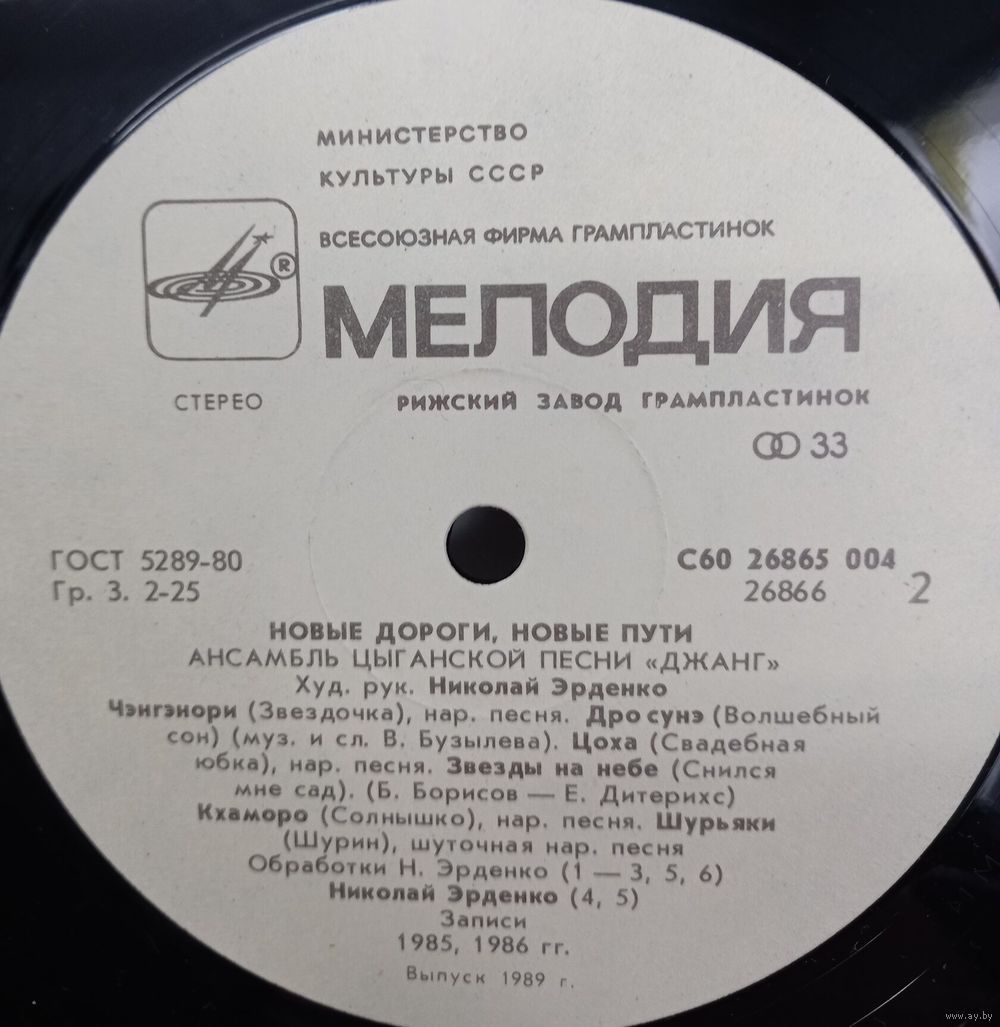 МИНИСТЕРСТВО
КУЛЬТУРЫ СССР
ВСЕСОЮЗНАЯ ФИРМА ГРАМПЛАСТИНОК
®
МЕЛОДИЯ
СТЕРЕО
РИЖСКИЙ ЗАВОД ГРАМПЛАСТИНОК
33
ГОСТ 5289-80
Гр. 3. 2-25
С60 26865 004
26866
2
НОВЫЕ ДОРОГИ, НОВЫЕ ПУТИ
АНСАМБЛЬ ЦЫГАНСКОЙ ПЕСНИ «ДЖАНГ»
Худ. рук. Николай Эрденко
Чэнгэнори (Звездочка), нар. песня. Дро сунэ (Волшебный
сон) (муз. и сл. В. Бузылева). Цоха (Свадебная
юбка), нар. песня. Звезды на небе (Снился
мне сад). (Б. Борисов — Е. Дитерихс)
Кхаморо (Солнышко), нар. песня. Шурьяки
(Шурин), шуточная нар. песня
Обработки Н. Эрденко (1 — 3, 5, 6)
Николай Эрденко (4, 5)
Записи
1985, 1986 гг.
Выпуск 1989 г.
www.ay.by